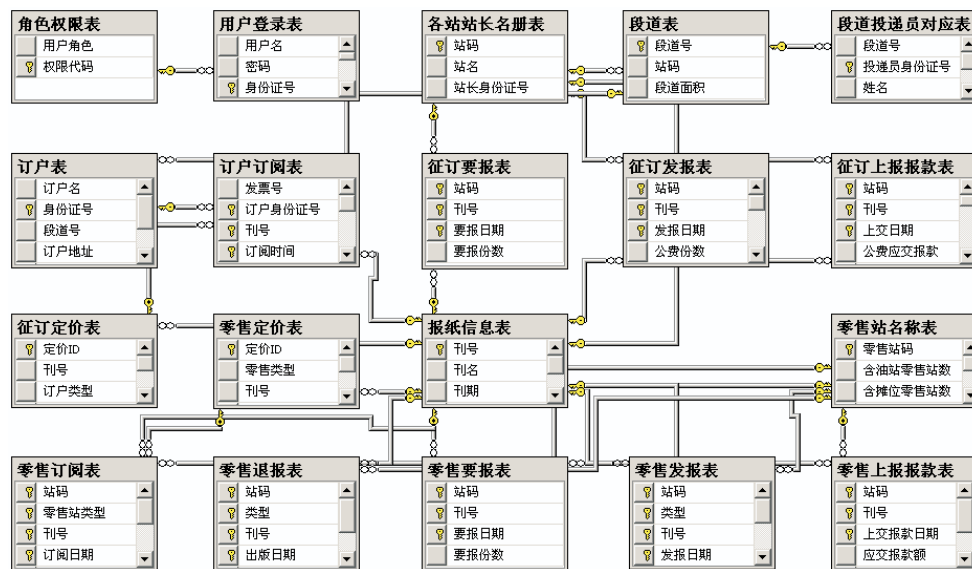 角色权限表
用户角色
权限代码
用户登录表
用户名
密码
身份证号
各站站长名册表
站码
站名
站长身份证号
段道表
段道号
站码
段道面积
段道投递员对应表
段道号
投递员身份证号
姓名
订户表
订户名
身份证号
段道号
订户地址
订户订阅表
发票号
订户身份证号
刊号
订阅时间
征订要报表
站码
刊号
要报日期
要报份数
征订发报表
站码
刊号
发报日期
公费份数
征订上报报款表
站码
刊号
上交日期
公费应交报款
征订定价表
定价ID
刊号
订户类型
零售定价表
定价ID
零售类型
刊号
报纸信息表
刊号
刊名
刊期
零售站名称表
零售站码
含油站零售站数
含摊位零售站数
零售订阅表
站码
零售站类型
刊号
订阅日期
零售退报表
站码
类型
刊号
出版日期
零售要报表
站码
刊号
要报日期
要报份数
零售发报表
站码
类型
刊号
发报日期
零售上报报款表
站码
刊号
上交报款日期
应交报款额